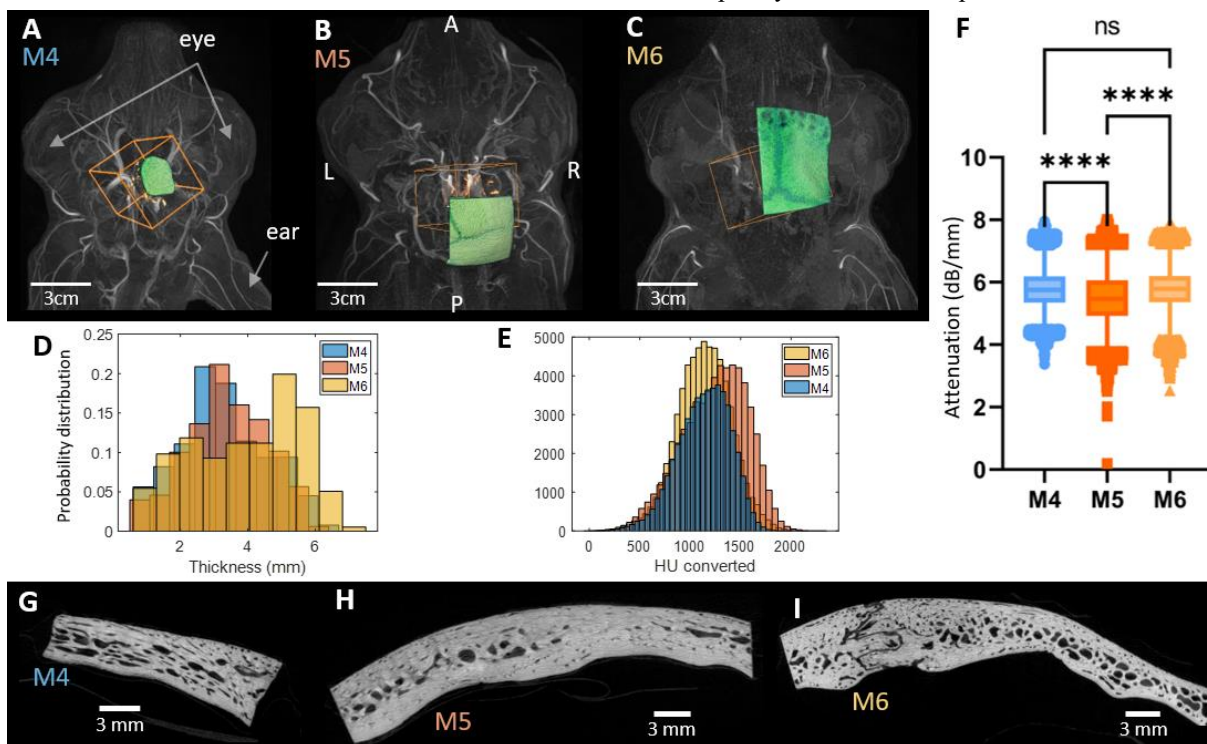 A
M4
eye
ear
3cm
B
M5
A
L
R
P
3cm
C
M6
3cm
F
ns
****
****
Attenuation (dB/mm)
10
8
6
4
2
0
M4 M5 M6
D
Probability distribution
0.25
0.2
0.15
0.1
0.05
0
2 4 6
Thickness (mm)
M4
M5
M6
E
5000
4000
3000
2000
1000
0
0 500 1000 1500 2000
HU converted
M6
M5
M4
G
M4
3 mm
H
M5
3 mm
I
M6
3 mm